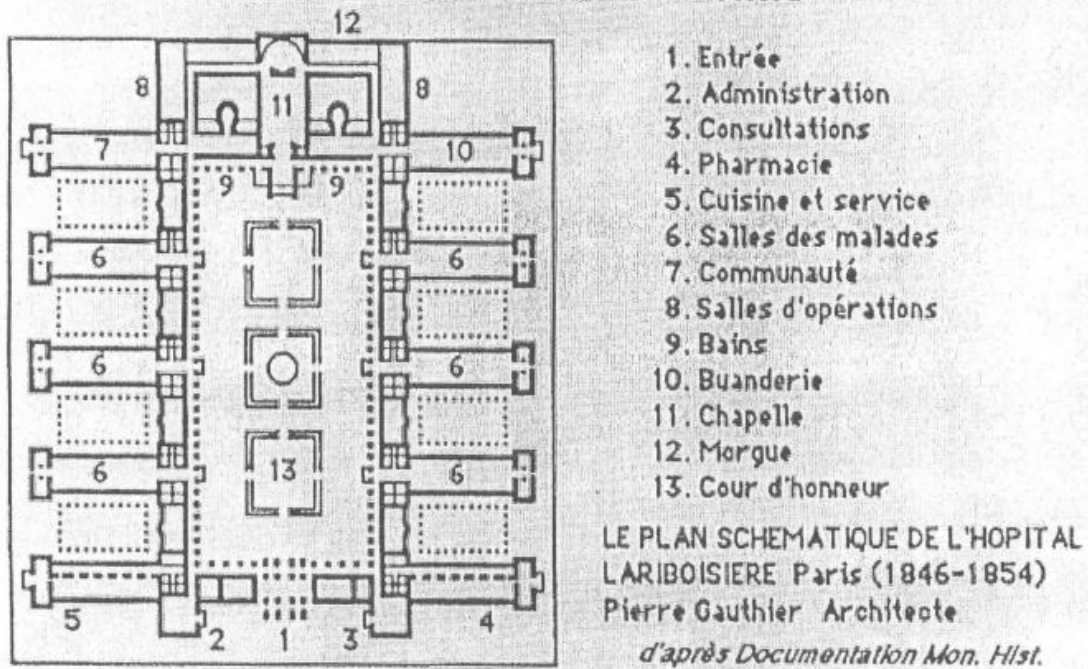 12
8
8
11
7
10
9
9
6
6
6
6
6
6
13
5
2
1
3
4
1. Entrée
2. Administration
3. Consultations
4. Pharmacie
5. Cuisine et service
6. Salles des malades
7. Communauté
8. Salles d'opérations
9. Bains
10. Buanderie
11. Chapelle
12. Morgue
13. Cour d'honneur
LE PLAN SCHEMATIQUE DE L'HOPITAL
LARIBOISIERE Paris (1846-1854)
Pierre Gauthier Architecte
d'après Documentation Mon. Hist.